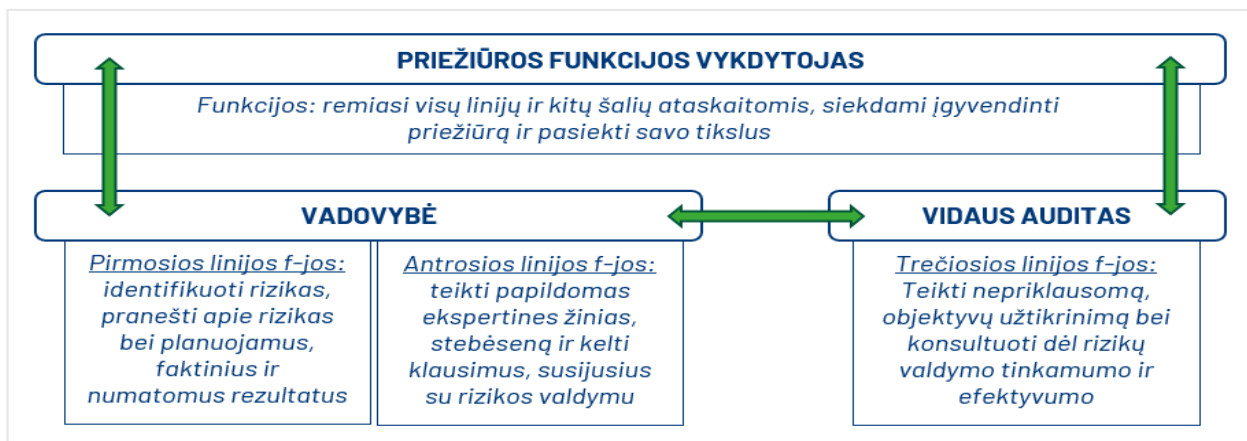 PRIEŽIŪROS FUNKCIJOS VYKDYTOJAS
Funkcijos: remiasi visų linijų ir kitų šalių ataskaitomis, siekdami įgyvendinti
priežiūrą ir pasiekti savo tikslus
VADOVYBĖ
Pirmosios linijos f-jos:
identifikuoti rizikas,
pranešti apie rizikas
bei planuojamus,
faktinius ir
numatomus rezultatus
Antrosios linijos f-jos:
teikti papildomas
ekspertines žinias,
stebėseną ir kelti
klausimus, susijusius
su rizikos valdymu
VIDAUS AUDITAS
Trečiosios linijos f-jos:
Teikti nepriklausomą,
objektyvų užtikrinimą bei
konsultuoti dėl rizikų
valdymo tinkamumo ir
efektyvumo